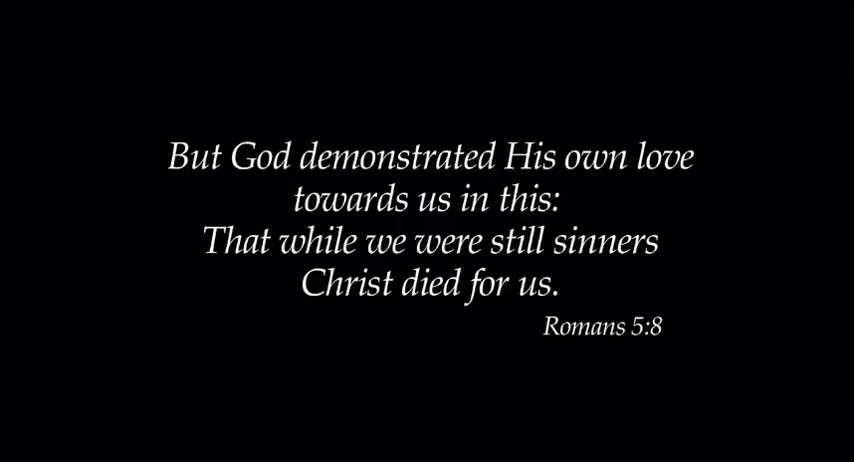 But God demonstrated His own love
towards us in this:
That while we were still sinners
Christ died for us.
Romans 5:8